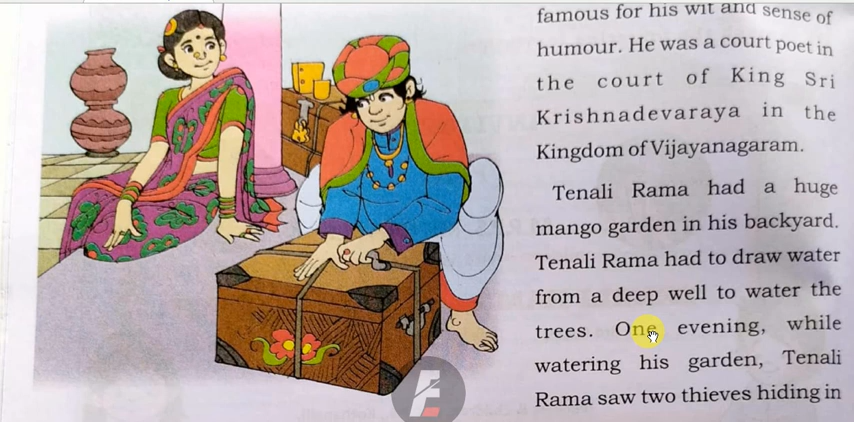 famous for his wit and sense of
humour. He was a court poet in
the court of King Sri
Krishnadevaraya in the
Kingdom of Vijayanagaram.
Tenali Rama had a huge
mango garden in his backyard.
Tenali Rama had to draw water
from a deep well to water the
trees. One evening, while
watering his garden, Tenali
Rama saw two thieves hiding in